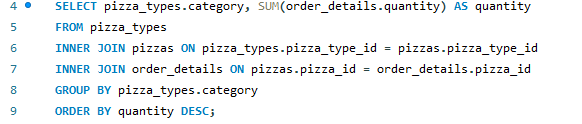 4 SELECT pizza_types.category, SUM(order_details.quantity) AS quantity
5 FROM pizza_types
6 INNER JOIN pizzas ON pizza_types.pizza_type_id = pizzas.pizza_type_id
7 INNER JOIN order_details ON pizzas.pizza_id = order_details.pizza_id
8 GROUP BY pizza_types.category
9 ORDER BY quantity DESC;